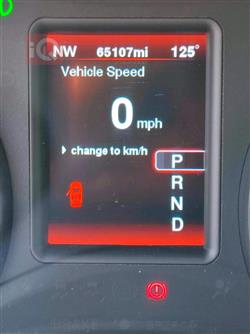 NW 65107mi 125°
Vehicle Speed
0 mph
change to km/h
P
R
N
D